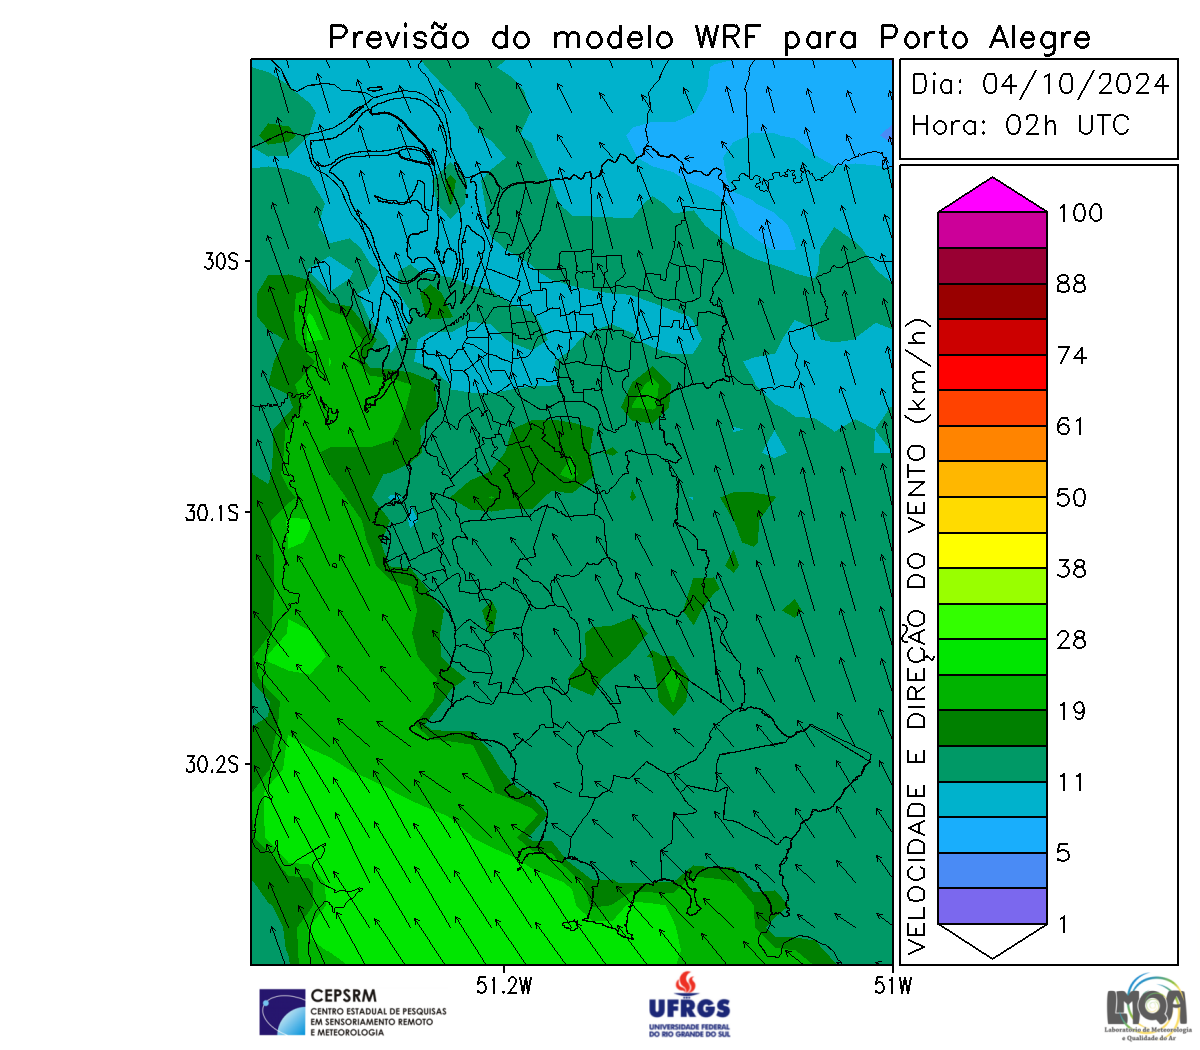 Previsão do modelo WRF para Porto Alegre
Dia: 04/10/2024
Hora: 02h UTC
30S
30.1S
30.2S
51.2W
51W
VELOCIDADE E DIREÇÃO DO VENTO (km/h)
100
88
74
61
50
38
28
19
11
5
1
CEPSRM
CENTRO ESTADUAL DE PESQUISAS
EM SENSORIAMENTO REMOTO
E METEOROLOGIA
UFRGS
UNIVERSIDADE FEDERAL
DO RIO GRANDE DO SUL
LMQA
Laboratório de Meteorologia
e Qualidade do Ar